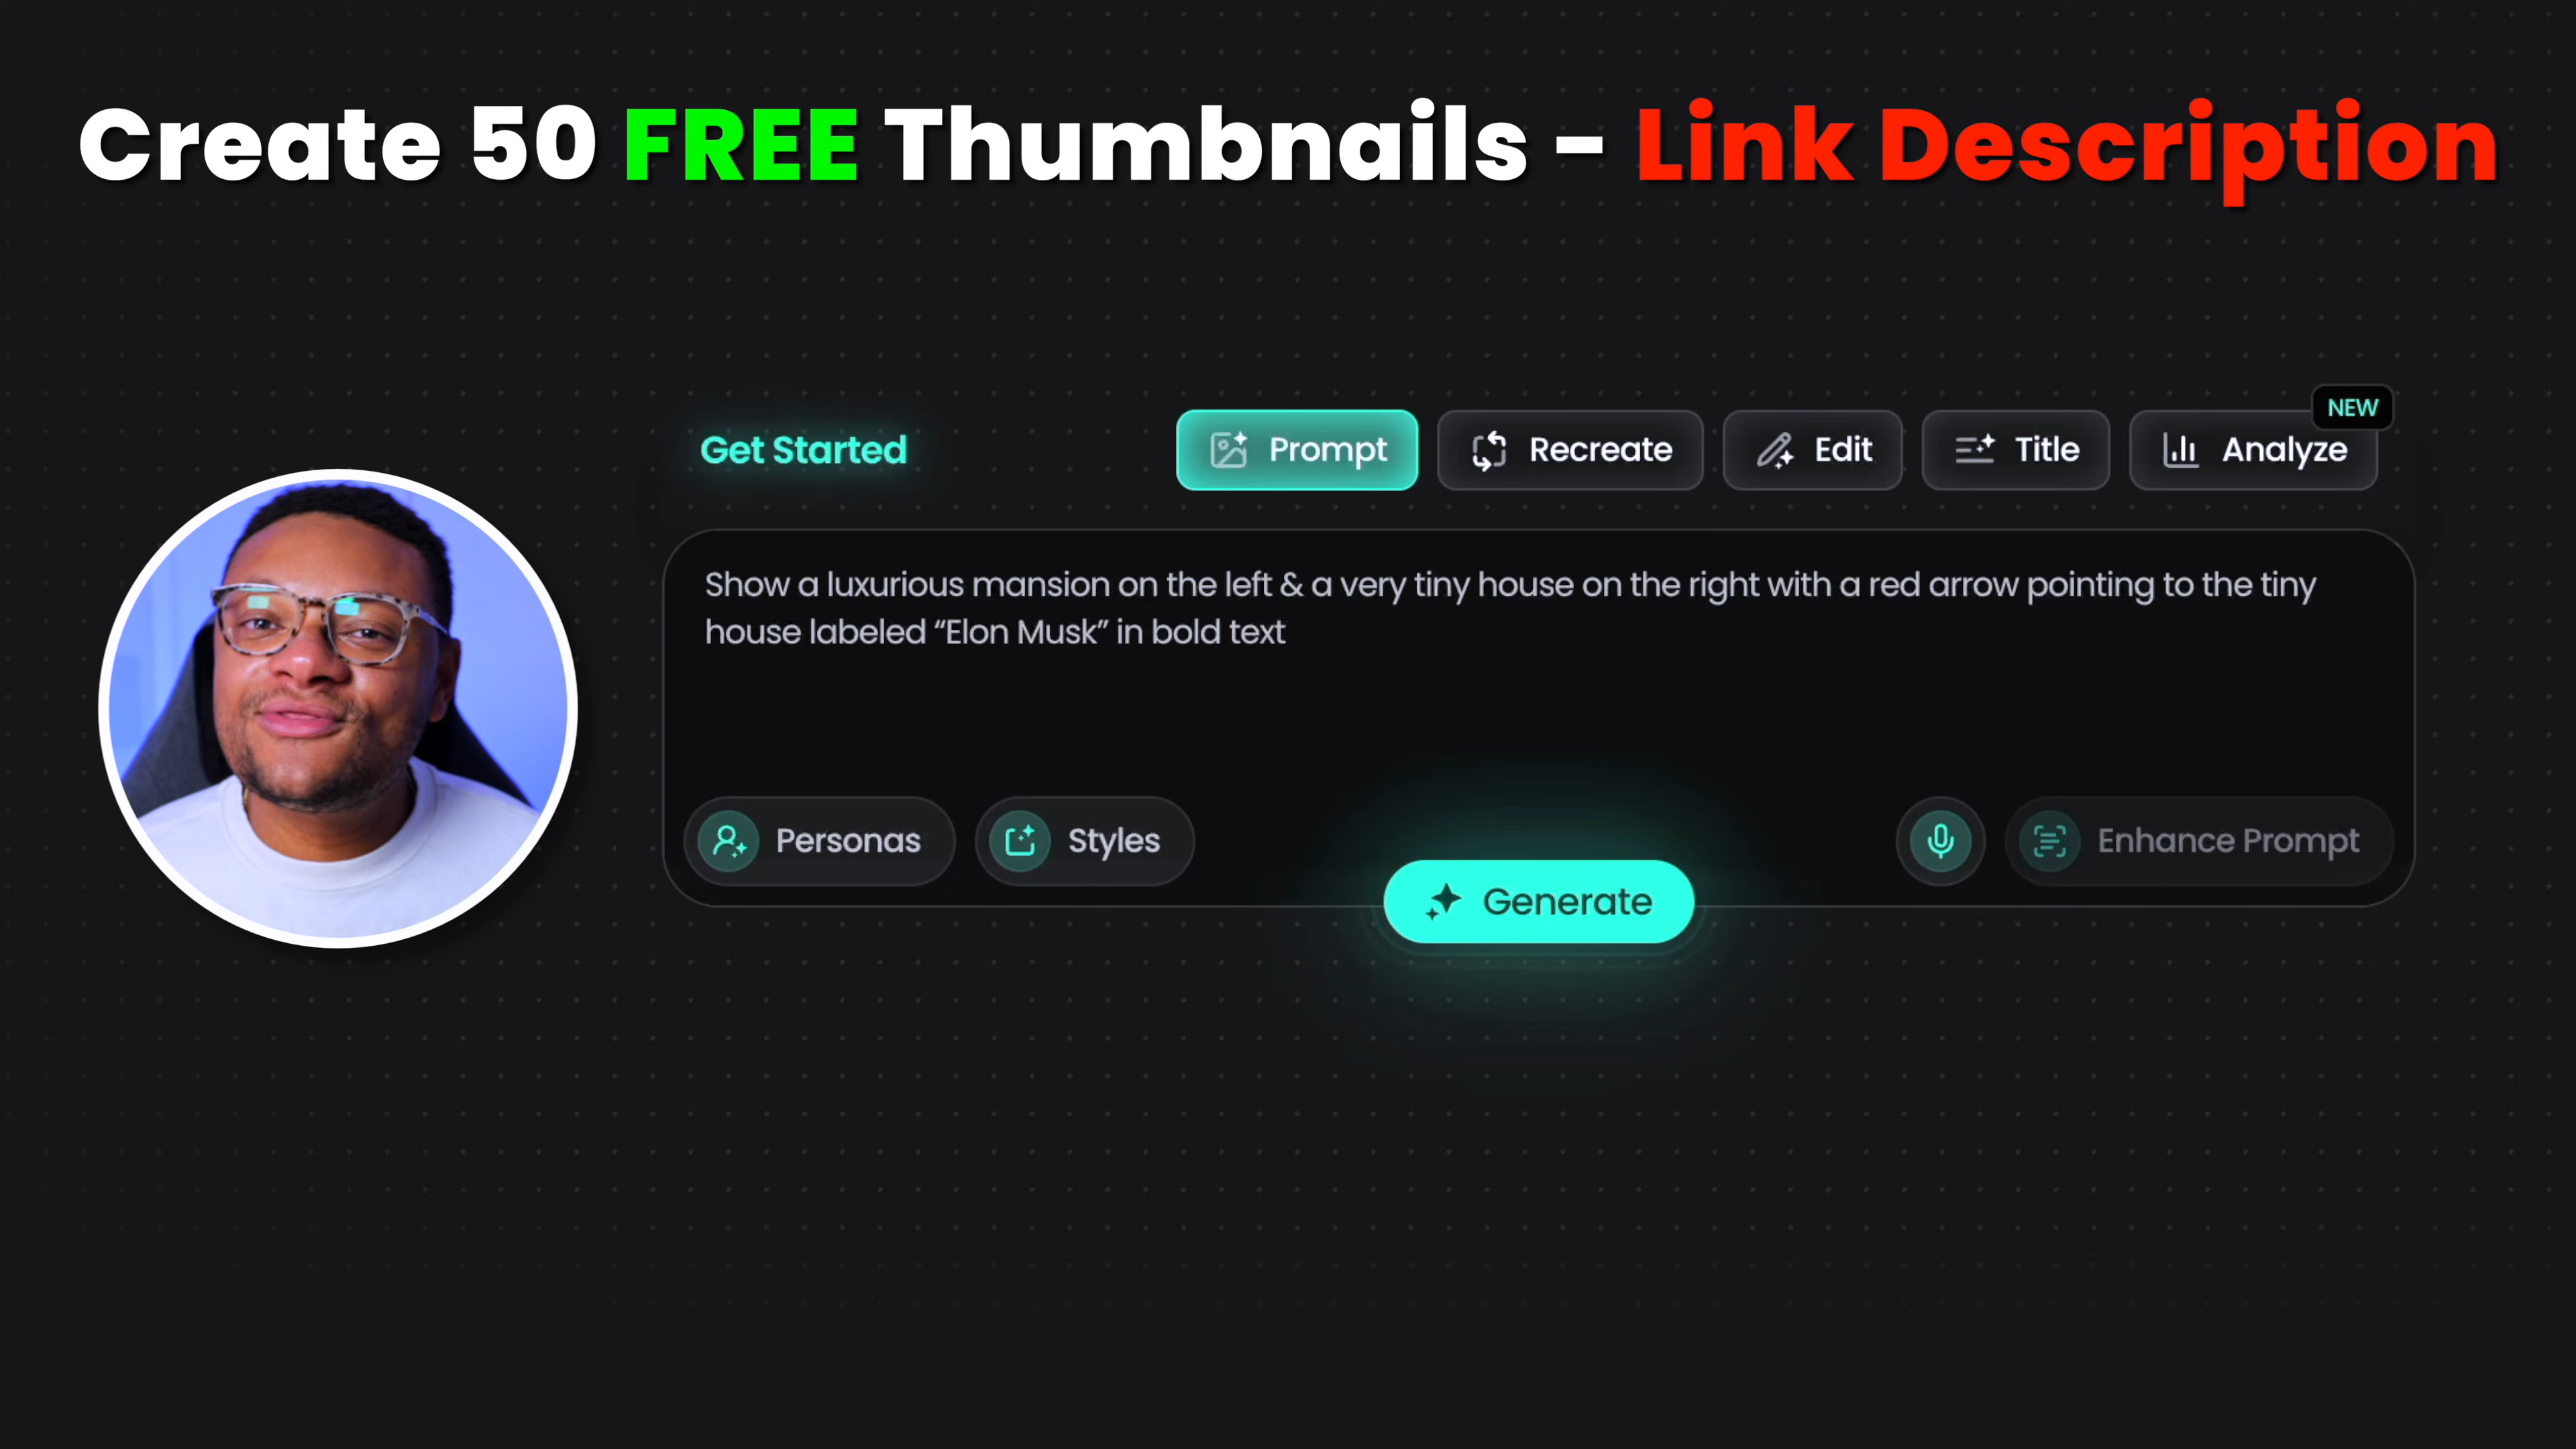 Create 50 FREE Thumbnails - Link Description
Get Started
Prompt
Recreate
Edit
Title
Analyze
NEW
Show a luxurious mansion on the left & a very tiny house on the right with a red arrow pointing to the tiny
house labeled “Elon Musk” in bold text
Personas
Styles
Enhance Prompt
Generate